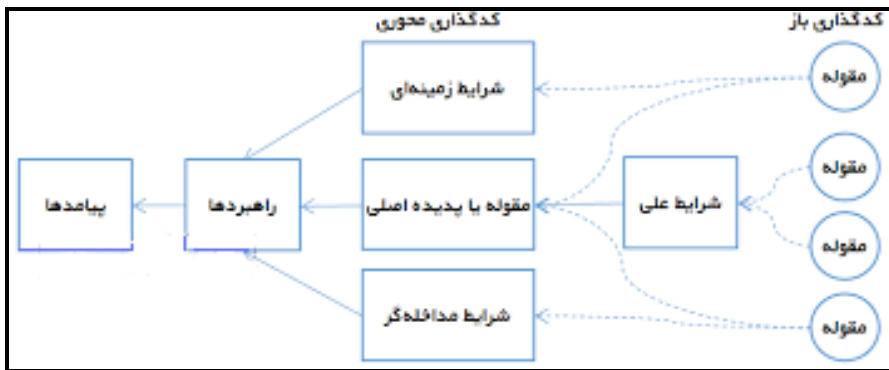 کدگذاری باز
کدگذاری محوری
مقوله
شرایط زمینه‌ای
مقوله
شرایط علی
مقوله یا پدیده اصلی
راهبردها
پیامدها
مقوله
مقوله
شرایط مداخله‌گر